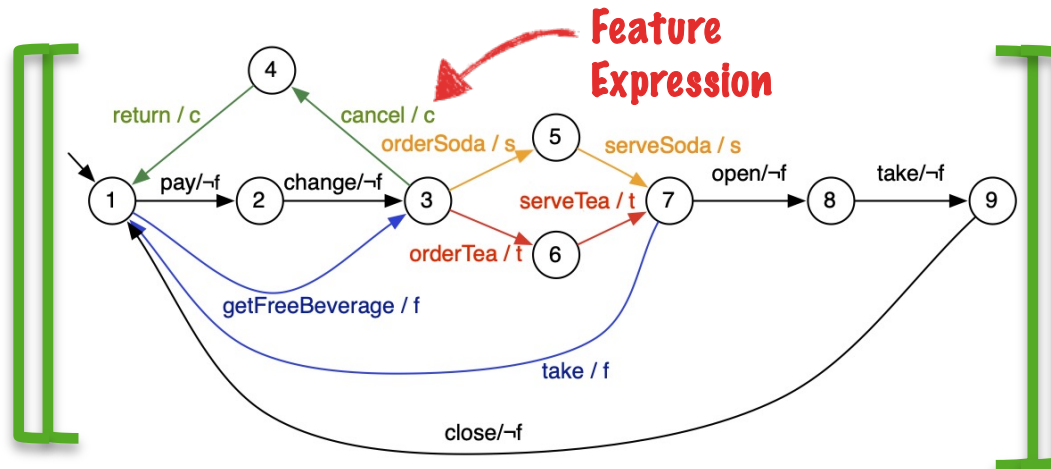 Feature
Expression
4
return / c
cancel / c
orderSoda / s
5
serveSoda / s
1
pay/¬f
2
change/¬f
3
serveTea / t
7
open/¬f
8
take/¬f
9
orderTea / t
6
getFreeBeverage / f
take / f
close/¬f